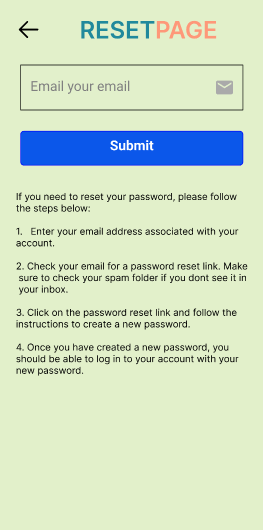 RESETPAGE
Email your email
Submit
If you need to reset your password, please follow
the steps below:
1. Enter your email address associated with your
account.
2. Check your email for a password reset link. Make
sure to check your spam folder if you dont see it in
your inbox.
3. Click on the password reset link and follow the
instructions to create a new password.
4. Once you have created a new password, you
should be able to log in to your account with your
new password.